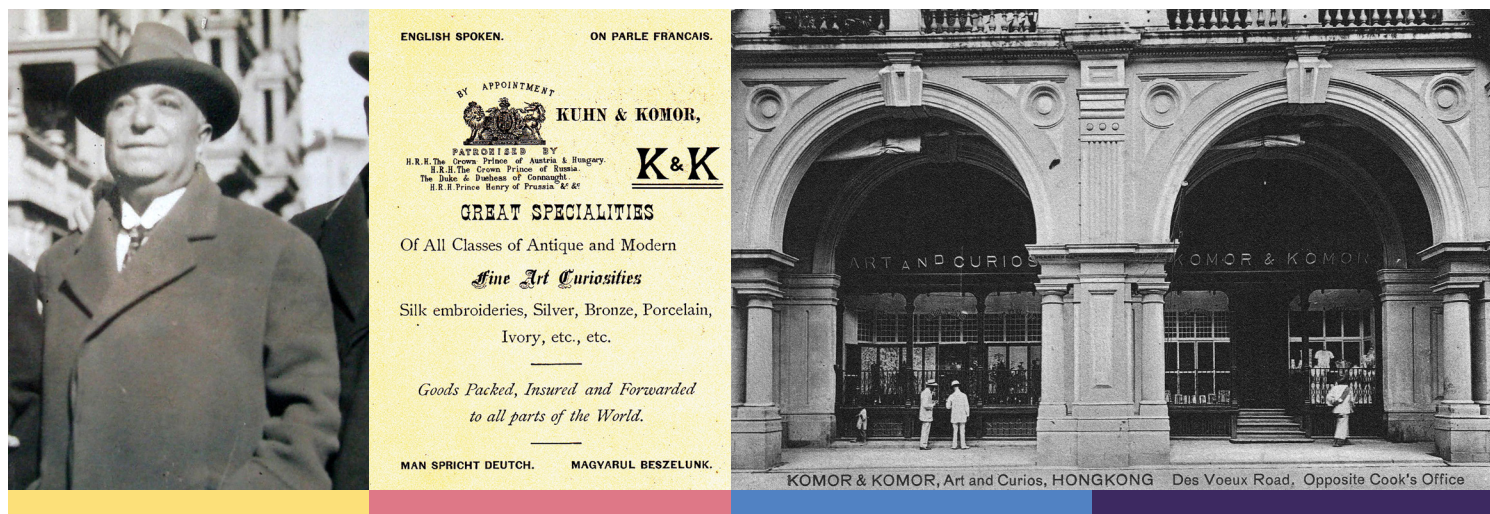 ENGLISH SPOKEN. ON PARLE FRANCAIS.
BY APPOINTMENT
KUHN & KOMOR,
PATRONISED BY
H.R.H. The Crown Prince of Austria & Hungary.
H.R.H. The Crown Prince of Russia.
The Duke & Duchess of Connaught.
H.R.H. Prince Henry of Prussia &c &c
K&K
GREAT SPECIALITIES
Of All Classes of Antique and Modern
Fine Art Curiosities
Silk embroideries, Silver, Bronze, Porcelain,
Ivory, etc., etc.
Goods Packed, Insured and Forwarded
to all parts of the World.
MAN SPRICHT DEUTCH. MAGYARUL BESZELUNK.
ART AND CURIOS
KOMOR & KOMOR
KOMOR & KOMOR, Art and Curios, HONGKONG Des Voeux Road, Opposite Cook's Office